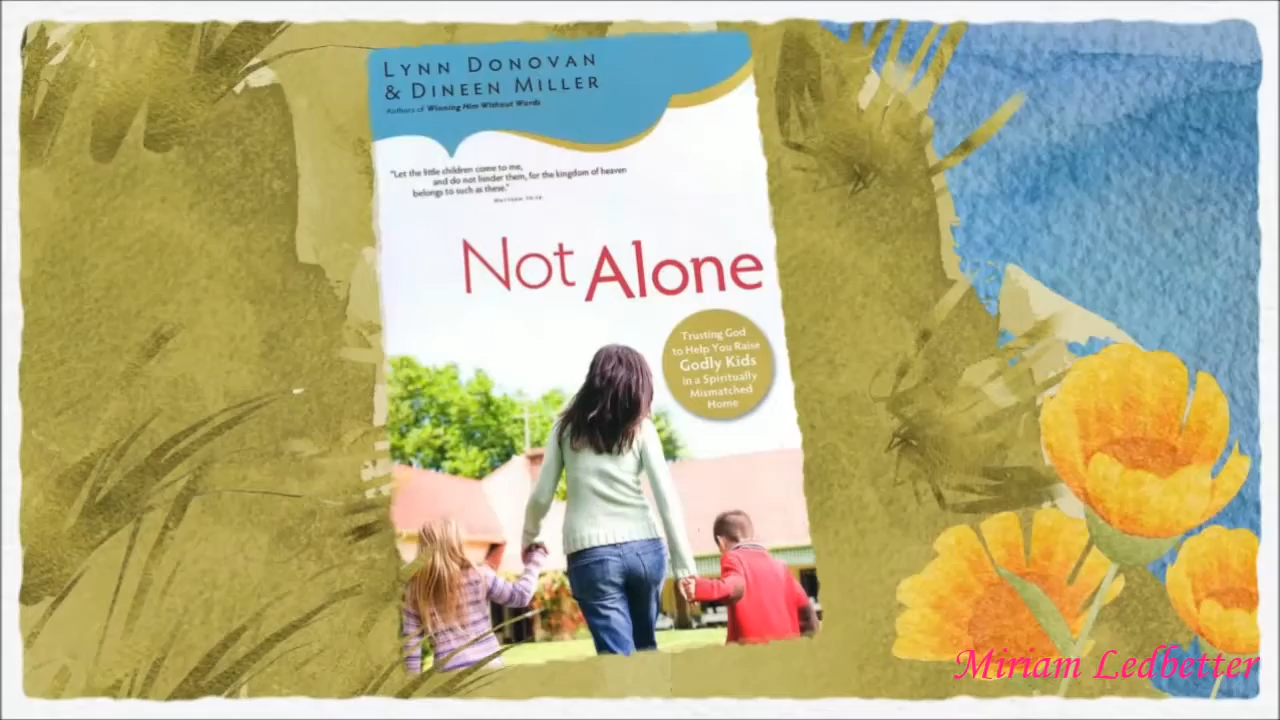 LYNN DONOVAN
& DINEEN MILLER
Authors of Winning Him Without Words
"Let the little children come to me,
and do not hinder them, for the kingdom of heaven
belongs to such as these."
Not Alone
Trusting God
to Help You Raise
Godly Kids
in a Spiritually
Mismatched
Home
Miriam Ledbetter